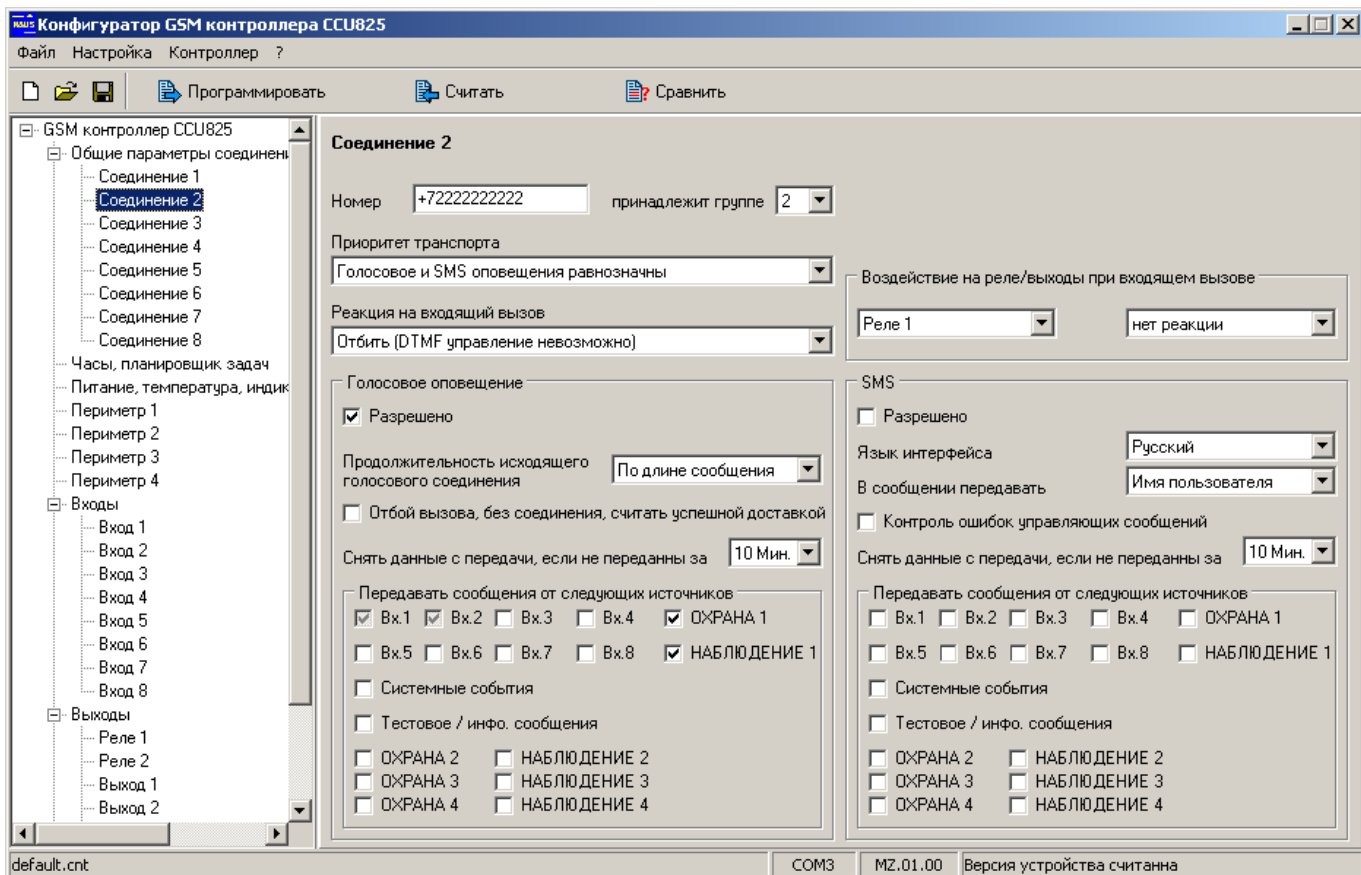 Конфигуратор GSM контроллера CCU825
Файл Настройка Контроллер ?
Программировать Считать Сравнить
GSM контроллер CCU825
Общие параметры соединени
Соединение 1
Соединение 2
Соединение 3
Соединение 4
Соединение 5
Соединение 6
Соединение 7
Соединение 8
Часы, планировщик задач
Питание, температура, индик
Периметр 1
Периметр 2
Периметр 3
Периметр 4
Входы
Вход 1
Вход 2
Вход 3
Вход 4
Вход 5
Вход 6
Вход 7
Вход 8
Выходы
Реле 1
Реле 2
Выход 1
Выход 2
Соединение 2
Номер +72222222222 принадлежит группе 2
Приоритет транспорта
Голосовое и SMS оповещения равнозначны
Реакция на входящий вызов
Отбить (DTMF управление невозможно)
Воздействие на реле/выходы при входящем вызове
Реле 1 нет реакции
Голосовое оповещение
Разрешено
Продолжительность исходящего
голосового соединения
По длине сообщения
Отбой вызова, без соединения, считать успешной доставкой
Снять данные с передачи, если не переданны за 10 Мин.
Передавать сообщения от следующих источников
Вх.1 Вх.2 Вх.3 Вх.4 ОХРАНА 1
Вх.5 Вх.6 Вх.7 Вх.8 НАБЛЮДЕНИЕ 1
Системные события
Тестовое / инфо. сообщения
ОХРАНА 2 НАБЛЮДЕНИЕ 2
ОХРАНА 3 НАБЛЮДЕНИЕ 3
ОХРАНА 4 НАБЛЮДЕНИЕ 4
SMS
Разрешено
Язык интерфейса Русский
В сообщении передавать Имя пользователя
Контроль ошибок управляющих сообщений
Снять данные с передачи, если не переданны за 10 Мин.
Передавать сообщения от следующих источников
Вх.1 Вх.2 Вх.3 Вх.4 ОХРАНА 1
Вх.5 Вх.6 Вх.7 Вх.8 НАБЛЮДЕНИЕ 1
Системные события
Тестовое / инфо. сообщения
ОХРАНА 2 НАБЛЮДЕНИЕ 2
ОХРАНА 3 НАБЛЮДЕНИЕ 3
ОХРАНА 4 НАБЛЮДЕНИЕ 4
default.cnt COM3 MZ.01.00 Версия устройства считанна